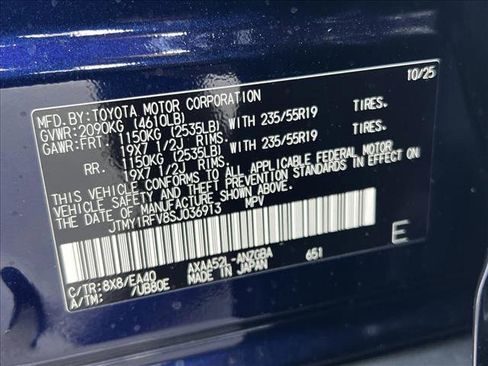 MFD.BY:TOYOTA MOTOR CORPORATION 10/25
GVWR:2090KG (4610LB)
GAWR:FRT. 1150KG (2535LB) WITH 235/55R19 TIRES.
19X7 1/2J RIMS.
RR. 1150KG (2535LB) WITH 235/55R19 TIRES.
19X7 1/2J RIMS.
THIS VEHICLE CONFORMS TO ALL APPLICABLE FEDERAL MOTOR
VEHICLE SAFETY AND THEFT PREVENTION STANDARDS IN EFFECT ON
THE DATE OF MANUFACTURE SHOWN ABOVE.
JTMY1RFV8SJ036913 MPV
E
C/TR:8X8/EA40 AXAA52L-ANZGBA 651
A/TM: /UB80E MADE IN JAPAN